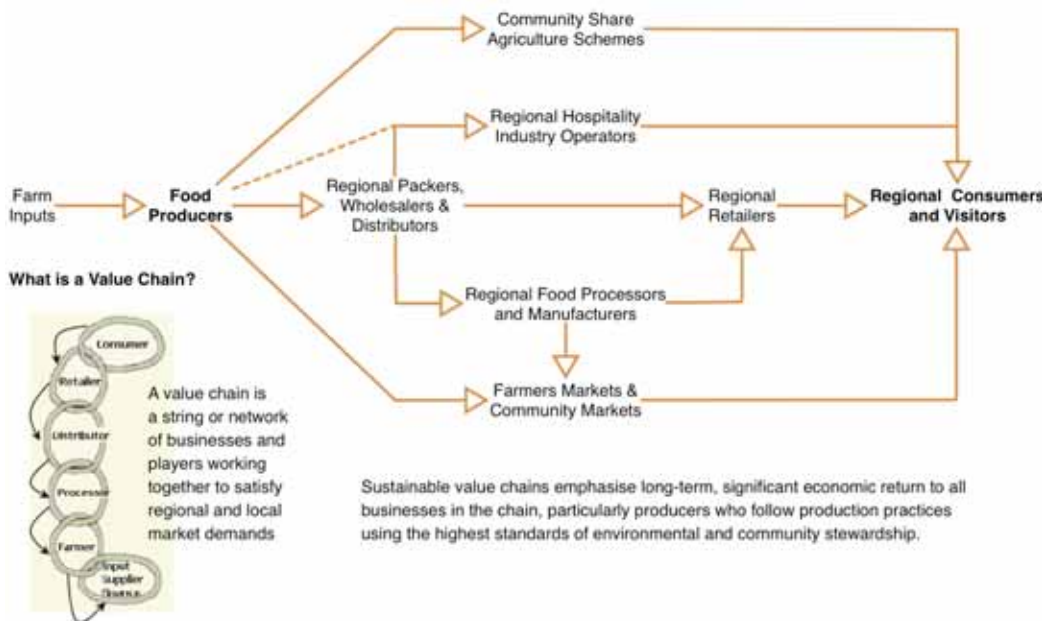 Community Share
Agriculture Schemes
Regional Hospitality
Industry Operators
Farm
Inputs
Food
Producers
Regional Packers,
Wholesalers &
Distributors
Regional
Retailers
Regional Consumers
and Visitors
Regional Food Processors
and Manufacturers
Farmers Markets &
Community Markets
What is a Value Chain?
Consumer
Retailer
Distributor
Processor
Farmer
Input
Supplier
Finance
A value chain is
a string or network
of businesses and
players working
together to satisfy
regional and local
market demands
Sustainable value chains emphasise long-term, significant economic return to all
businesses in the chain, particularly producers who follow production practices
using the highest standards of environmental and community stewardship.